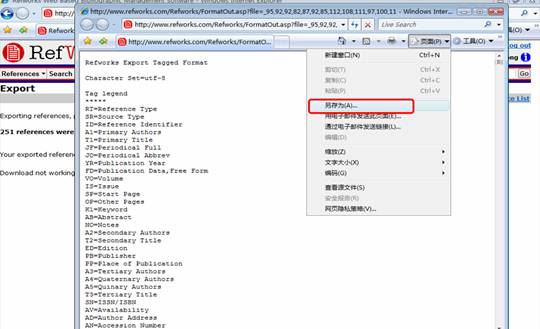 http://www.refworks.com/Refworks/FormatOut.asp?file=_95,92,92,82,87,92,85,112,108,111,97,100,11 - Windows Inter...
http://www.refworks.com/Refworks/FormatOut.asp?file=_95,92,92,
Live Search
http://www.refworks.com/Refworks/FormatO...
页面(P)
工具(O)
Log out
RefW
References
Search
Export
Exporting references, p
251 references were
Your exported referenc
Download not working
Refworks Export Tagged Format
Character Set=utf-8
Tag legend
*****
RT=Reference Type
SR=Source Type
ID=Reference Identifier
A1=Primary Authors
T1=Primary Title
JF=Periodical Full
JO=Periodical Abbrev
YR=Publication Year
FD=Publication Data,Free Form
VO=Volume
IS=Issue
SP=Start Page
OP=Other Pages
K1=Keyword
AB=Abstract
NO=Notes
A2=Secondary Authors
T2=Secondary Title
ED=Edition
PB=Publisher
PP=Place of Publication
A3=Tertiary Authors
A4=Quaternary Authors
A5=Quinary Authors
T3=Tertiary Title
SN=ISSN/ISBN
AV=Availability
AD=Author Address
AN=Accession Number
新建窗口(N) Ctrl+N
剪切(T) Ctrl+X
复制(C) Ctrl+C
粘贴(P) Ctrl+V
另存为(A)...
用电子邮件发送此页面(E)...
通过电子邮件发送链接(L)...
编辑(D)
缩放(Z)
文字大小(X)
编码(G)
查看源文件(S)
安全报告(R)
网页隐私策略(V)...
工具(O)
te List